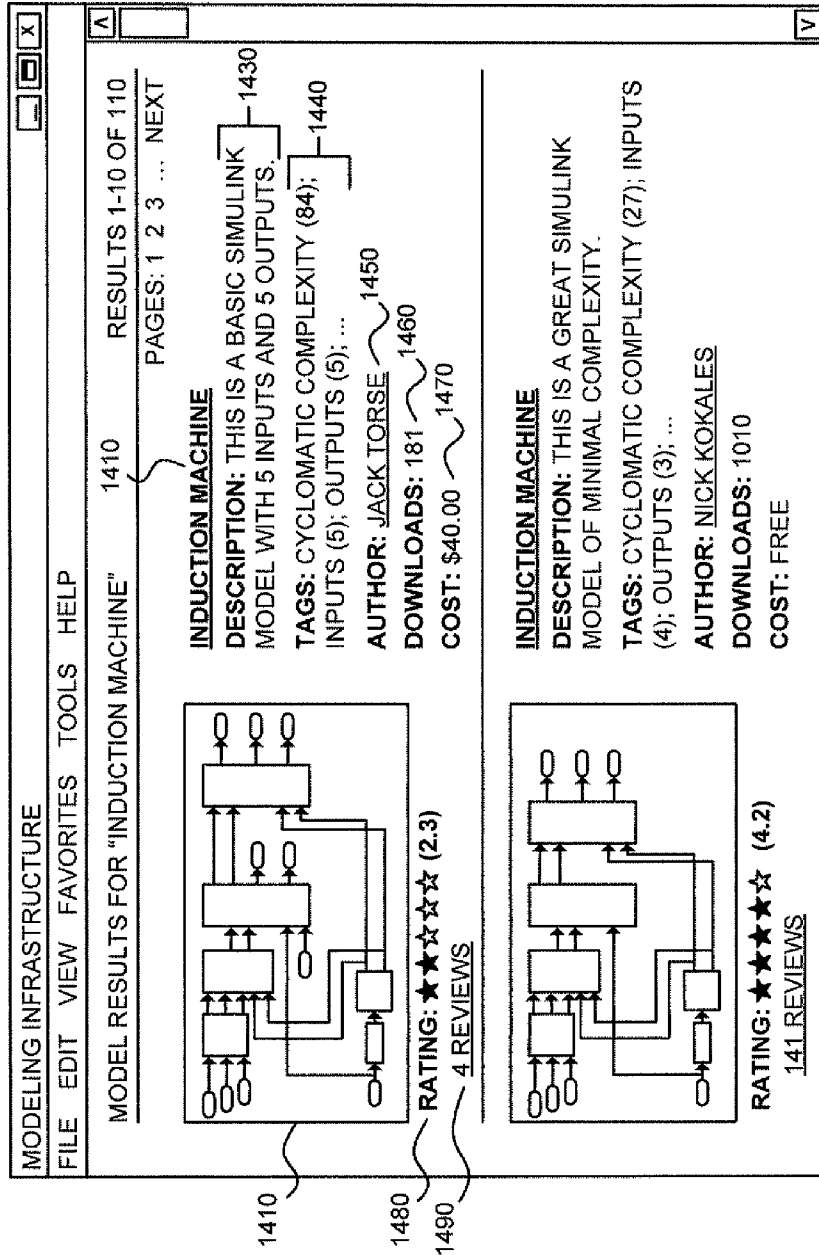 MODELING INFRASTRUCTURE
X
FILE EDIT VIEW FAVORITES TOOLS HELP
MODEL RESULTS FOR "INDUCTION MACHINE"
RESULTS 1-10 OF 110
PAGES: 1 2 3 ... NEXT
1410
INDUCTION MACHINE
DESCRIPTION: THIS IS A BASIC SIMULINK
MODEL WITH 5 INPUTS AND 5 OUTPUTS.
1430
TAGS: CYCLOMATIC COMPLEXITY (84);
INPUTS (5); OUTPUTS (5); ...
1440
AUTHOR: JACK TORSE
1450
DOWNLOADS: 181
1460
COST: $40.00
1470
1410
RATING: ★★☆☆☆ (2.3)
1480
4 REVIEWS
1490
INDUCTION MACHINE
DESCRIPTION: THIS IS A GREAT SIMULINK
MODEL OF MINIMAL COMPLEXITY.
TAGS: CYCLOMATIC COMPLEXITY (27); INPUTS
(4); OUTPUTS (3); ...
AUTHOR: NICK KOKALES
DOWNLOADS: 1010
COST: FREE
RATING: ★★★★☆ (4.2)
141 REVIEWS